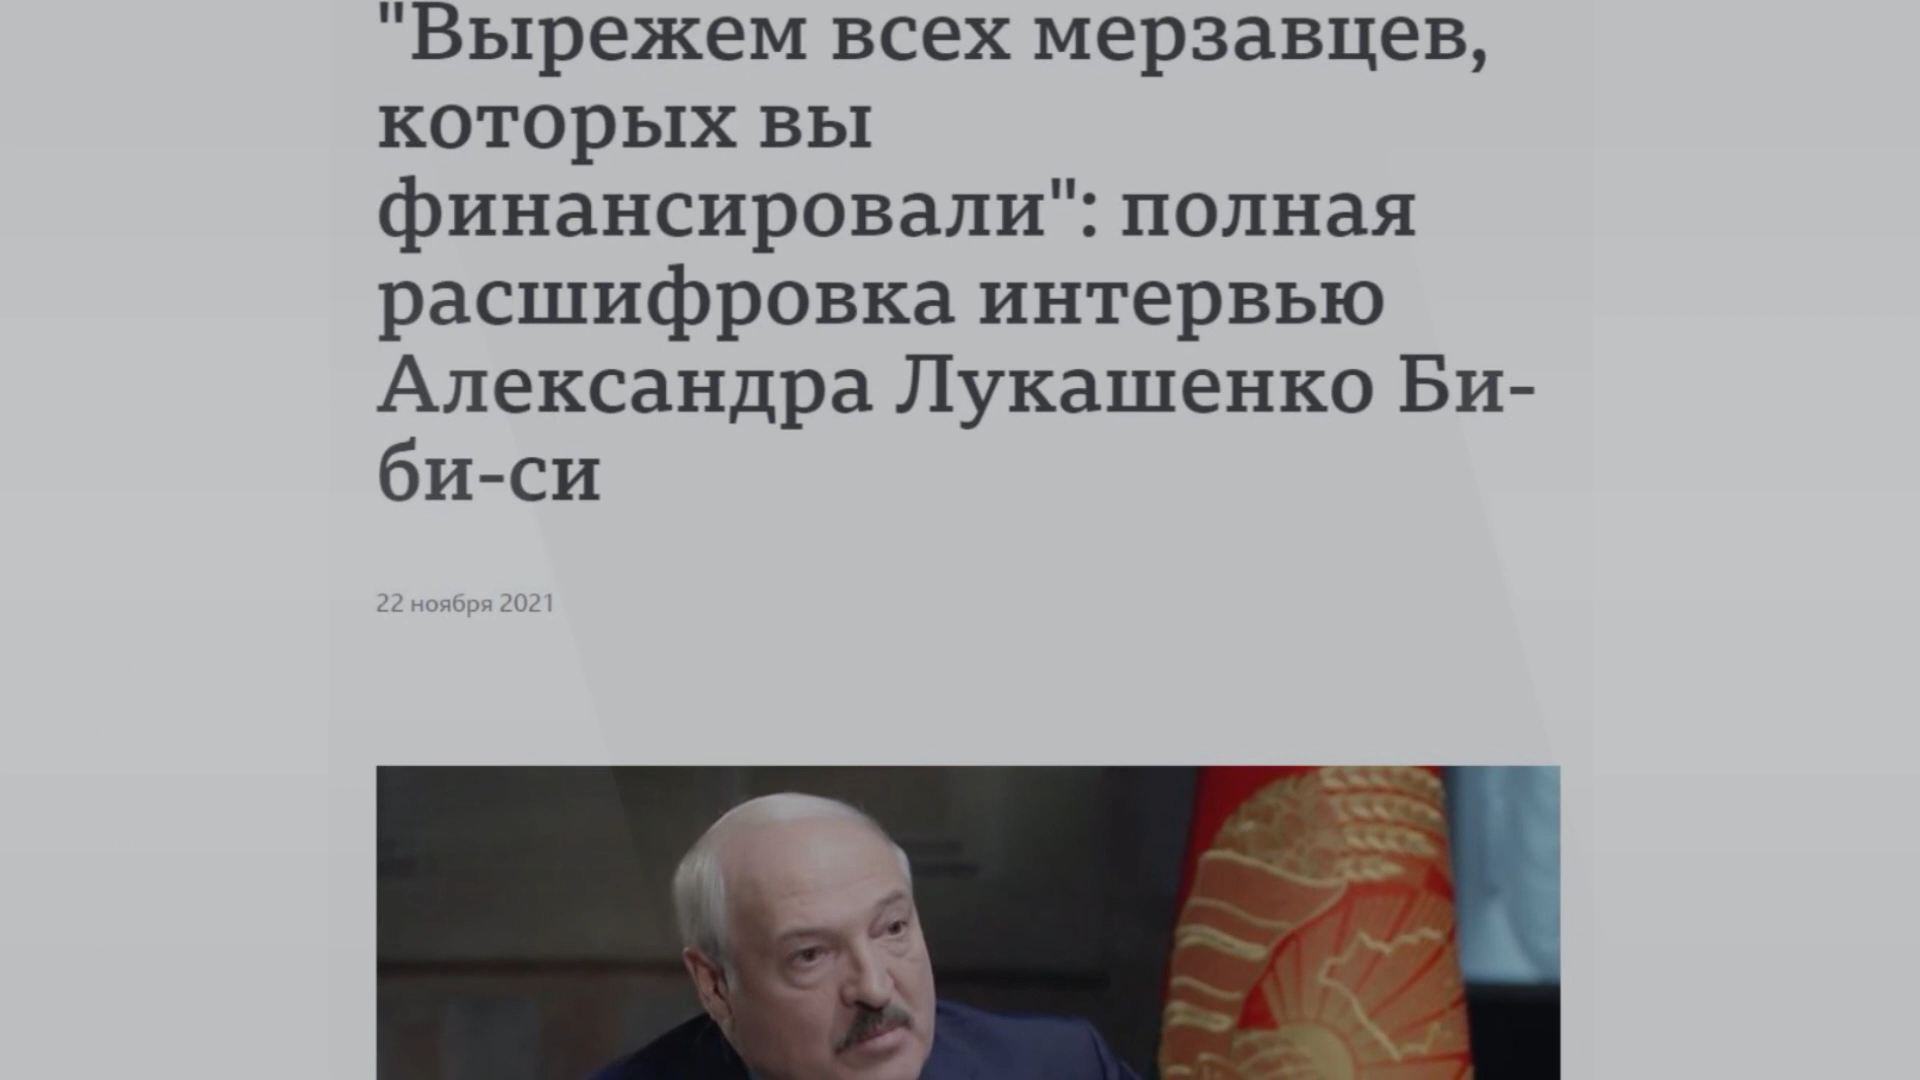 "Вырежем всех мерзавцев,
которых вы
финансировали": полная
расшифровка интервью
Александра Лукашенко Би-
би-си
22 ноября 2021